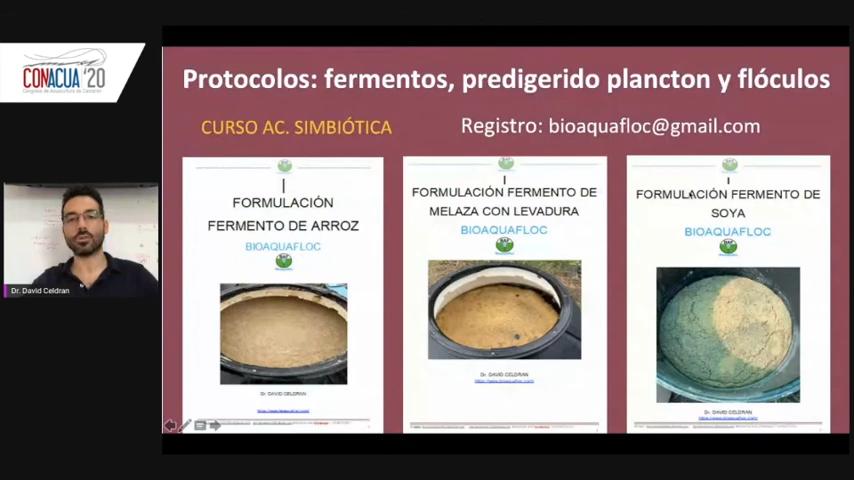 CONACUA '20
Congreso de Acuacultura de Camarón
Protocolos: fermentos, predigerido plancton y flóculos
CURSO AC. SIMBIÓTICA
Registro: bioaquafloc@gmail.com
FORMULACIÓN
FERMENTO DE ARROZ
BIOAQUAFLOC
Dr. DAVID CELDRAN
FORMULACIÓN FERMENTO DE
MELAZA CON LEVADURA
BIOAQUAFLOC
Dr. DAVID CELDRAN
FORMULACIÓN FERMENTO DE
SOYA
BIOAQUAFLOC
Dr. DAVID CELDRAN
Dr. David Celdran